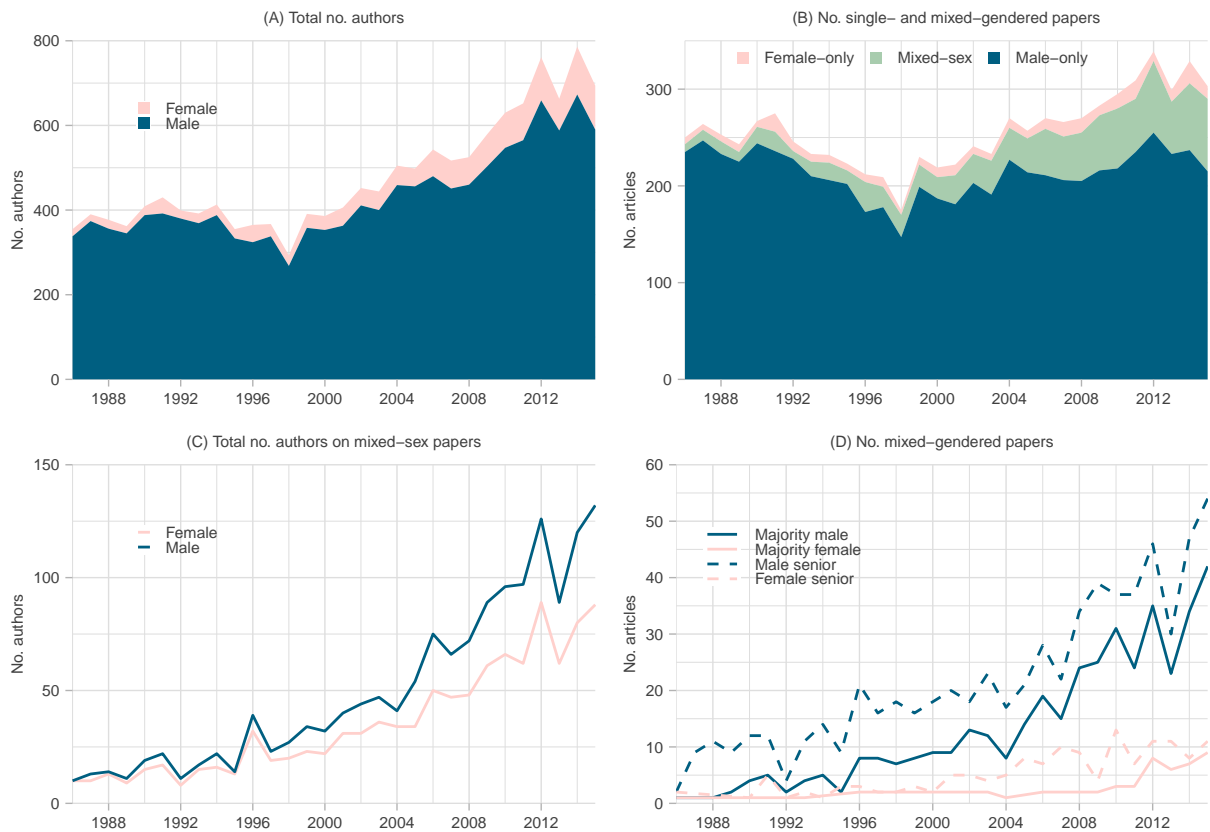 (A) Total no. authors
No. authors
800
600
400
200
0
Female
Male
1988 1992 1996 2000 2004 2008 2012
(B) No. single− and mixed−gendered papers
No. articles
300
200
100
0
Female−only Mixed−sex Male−only
1988 1992 1996 2000 2004 2008 2012
(C) Total no. authors on mixed−sex papers
No. authors
150
100
50
0
Female
Male
1988 1992 1996 2000 2004 2008 2012
(D) No. mixed−gendered papers
No. articles
60
50
40
30
20
10
0
Majority male
Majority female
Male senior
Female senior
1988 1992 1996 2000 2004 2008 2012